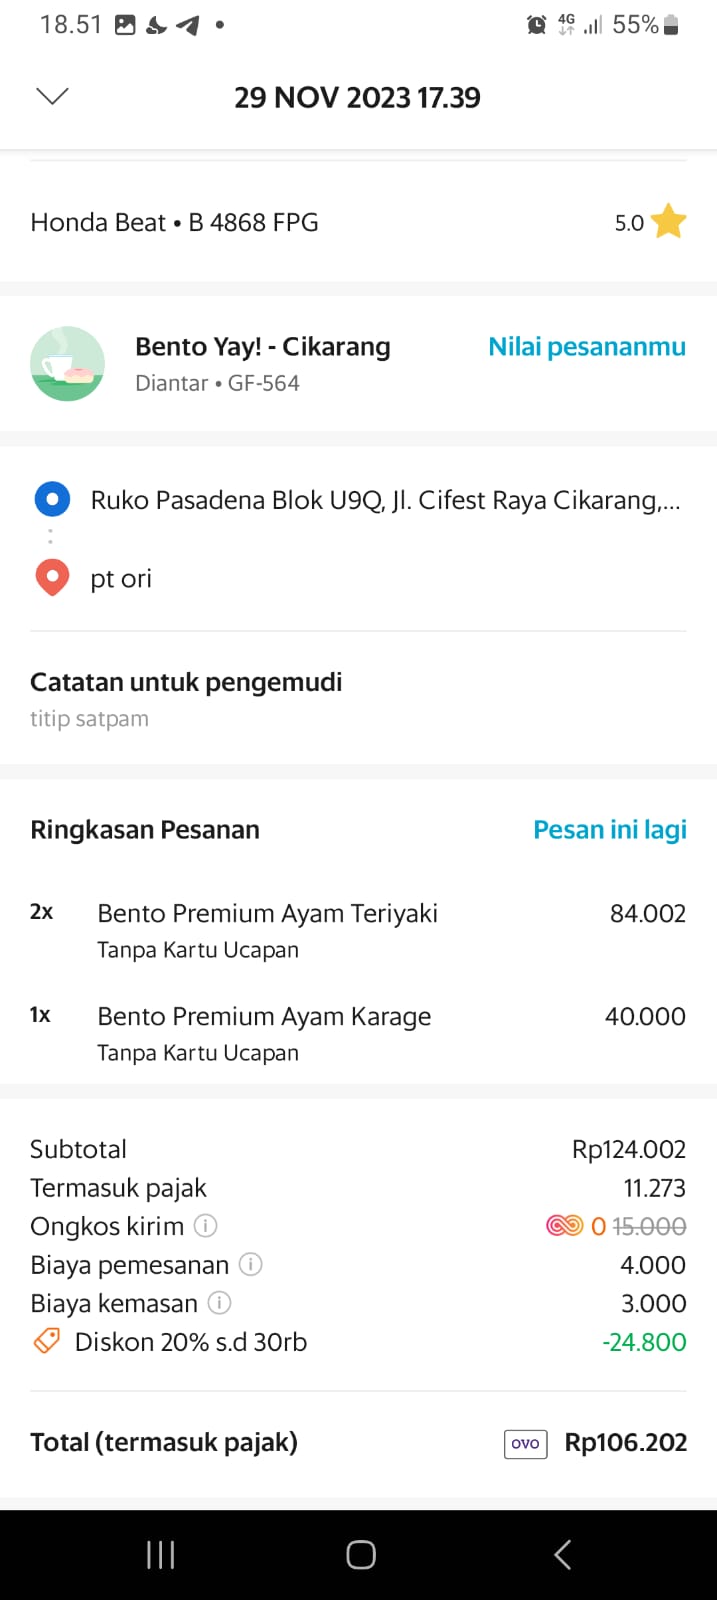 18.51
4G
55%
29 NOV 2023 17.39
Honda Beat • B 4868 FPG
5.0
Bento Yay! - Cikarang
Nilai pesananmu
Diantar • GF-564
Ruko Pasadena Blok U9Q, Jl. Cifest Raya Cikarang,...
pt ori
Catatan untuk pengemudi
titip satpam
Ringkasan Pesanan
Pesan ini lagi
2x Bento Premium Ayam Teriyaki 84.002
Tanpa Kartu Ucapan
1x Bento Premium Ayam Karage 40.000
Tanpa Kartu Ucapan
Subtotal Rp124.002
Termasuk pajak 11.273
Ongkos kirim 0 15.000
Biaya pemesanan 4.000
Biaya kemasan 3.000
Diskon 20% s.d 30rb -24.800
Total (termasuk pajak) OVO Rp106.202